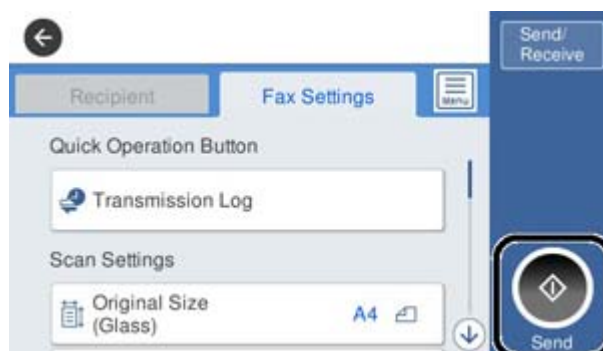 Send/
Receive
Recipient
Fax Settings
Menu
Quick Operation Button
Transmission Log
Scan Settings
Original Size
(Glass)
A4
Send